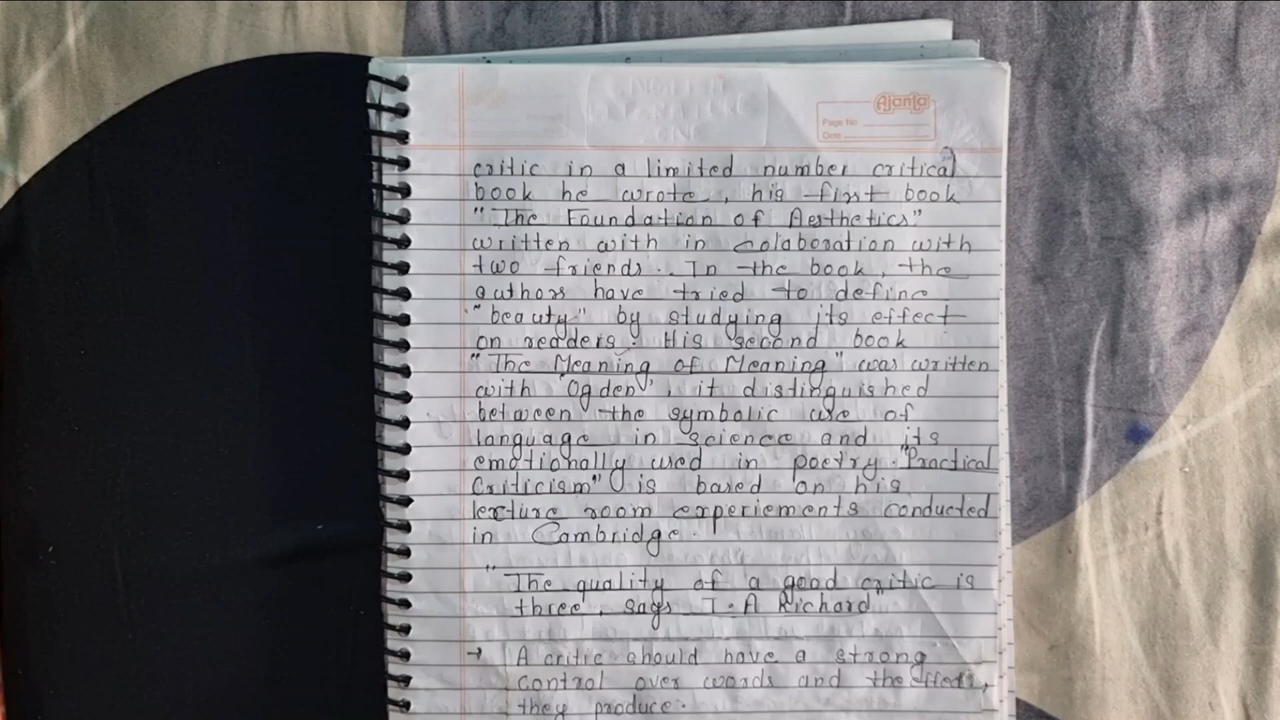 Ajanta
Page No
Date
critic in a limited number critical
book he wrote, his first book
"The Foundation of Aesthetics"
written with in colaboration with
two friends. In the book, the
authors have tried to define
"beauty" by studying its effect
on readers. His second book
"The Meaning of Meaning" was written
with 'Ogden', it distinguished
between the symbolic use of
language in science and its
emotionally used in poetry. "Practical
Criticism" is based on his
lecture room experiements conducted
in Cambridge.
"The quality of a good critic is
three, says I.A Richard"
→ A critic should have a strong
control over words and the effects,
they produce.